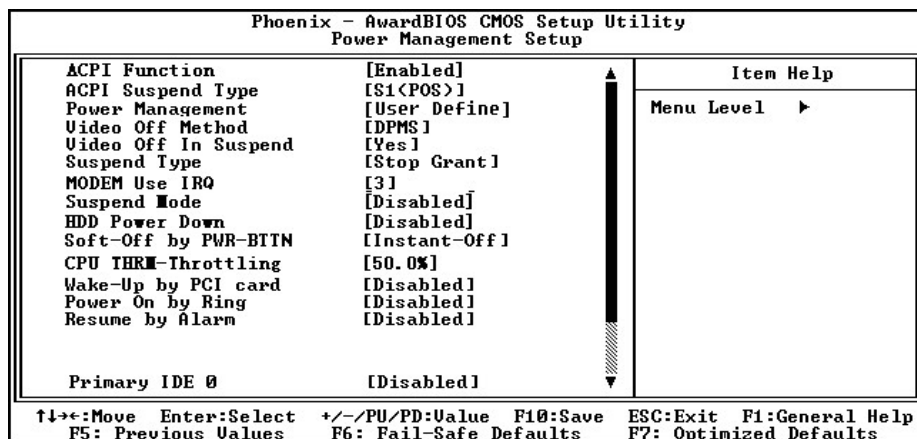 Phoenix - AwardBIOS CMOS Setup Utility
Power Management Setup
ACPI Function [Enabled]
ACPI Suspend Type [S1(POS)]
Power Management [User Define]
Video Off Method [DPMS]
Video Off In Suspend [Yes]
Suspend Type [Stop Grant]
MODEM Use IRQ [3]
Suspend Mode [Disabled]
HDD Power Down [Disabled]
Soft-Off by PWR-BTTN [Instant-Off]
CPU THRM-Throttling [50.0%]
Wake-Up by PCI card [Disabled]
Power On by Ring [Disabled]
Resume by Alarm [Disabled]
Primary IDE 0 [Disabled]
Item Help
Menu Level ►
↑↓→←:Move Enter:Select +/-/PU/PD:Value F10:Save ESC:Exit F1:General Help
F5: Previous Values F6: Fail-Safe Defaults F7: Optimized Defaults